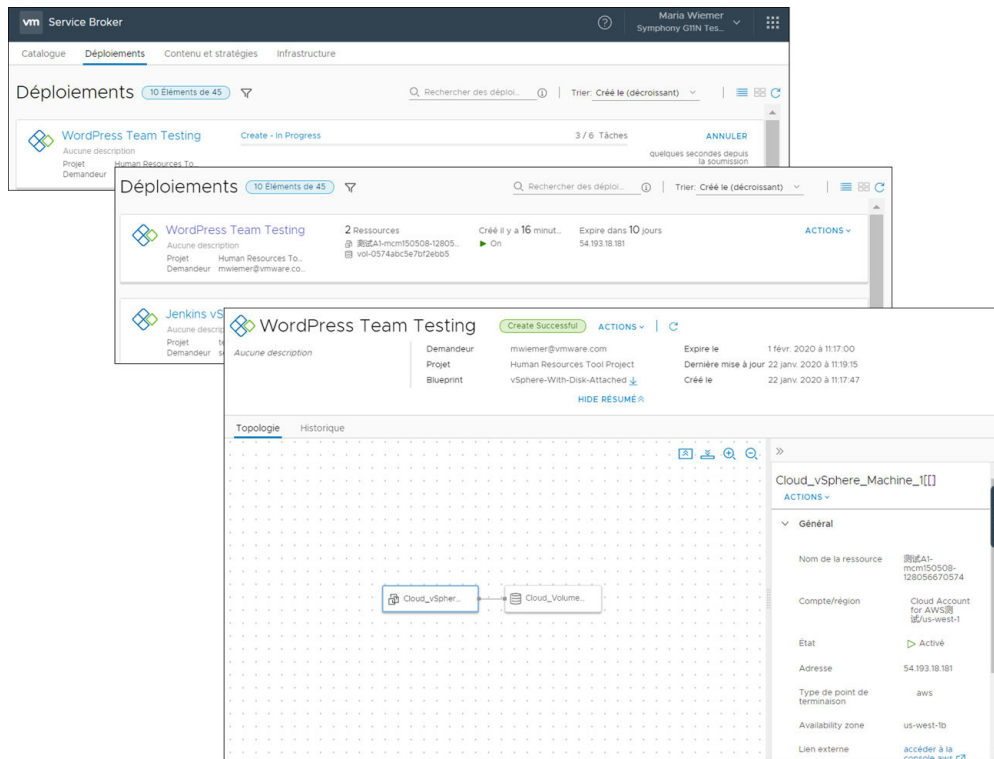 vm Service Broker
Maria Wiemer
Symphony G11N Tes...
Catalogue Déploiements Contenu et stratégies Infrastructure
Déploiements 10 Éléments de 45
Rechercher des déploi... Trier: Créé le (décroissant)
WordPress Team Testing Create - In Progress 3 / 6 Tâches ANNULER
Aucune description
quelques secondes depuis
la soumission
Projet Human Resources To...
Demandeur
Déploiements 10 Éléments de 45
Rechercher des déploi... Trier: Créé le (décroissant)
WordPress Team Testing 2 Ressources Créé il y a 16 minut... Expire dans 10 jours ACTIONS
Aucune description 测试A1-mcm150508-12805... On 54.193.18.181
vol-0574abc5e7bf2ebb5
Projet Human Resources To...
Demandeur mwiemer@vmware.co...
Jenkins vS
Aucune descrip
Projet te
Demandeur s
WordPress Team Testing Create Successful ACTIONS
Aucune description
Demandeur mwiemer@vmware.com Expire le 1 févr. 2020 à 11:17:00
Projet Human Resources Tool Project Dernière mise à jour 22 janv. 2020 à 11:19:15
Blueprint vSphere-With-Disk-Attached Créé le 22 janv. 2020 à 11:17:47
HIDE RÉSUMÉ
Topologie Historique
Cloud_vSpher... Cloud_Volume...
Cloud_vSphere_Machine_1[[]
ACTIONS
Général
Nom de la ressource 测试A1-
mcm150508-
128056670574
Compte/région Cloud Account
for AWS测
试/us-west-1
État Activé
Adresse 54.193.18.181
Type de point de
terminaison aws
Availability zone us-west-1b
Lien externe accéder à la
console aws